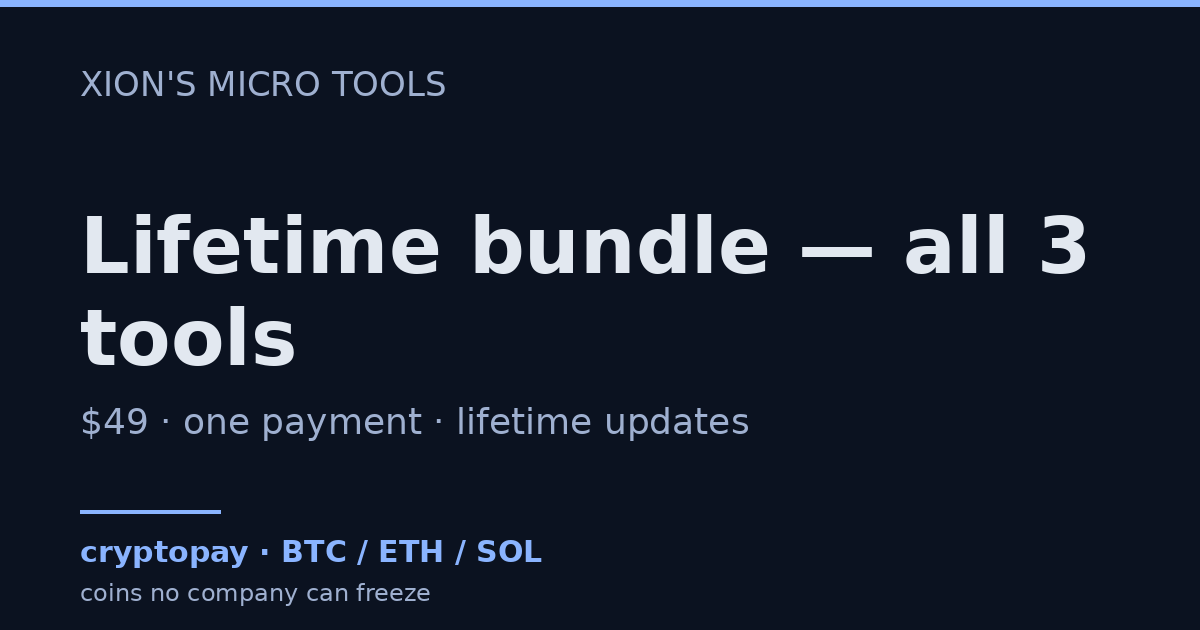 XION'S MICRO TOOLS
Lifetime bundle — all 3
tools
$49 · one payment · lifetime updates
cryptopay · BTC / ETH / SOL
coins no company can freeze